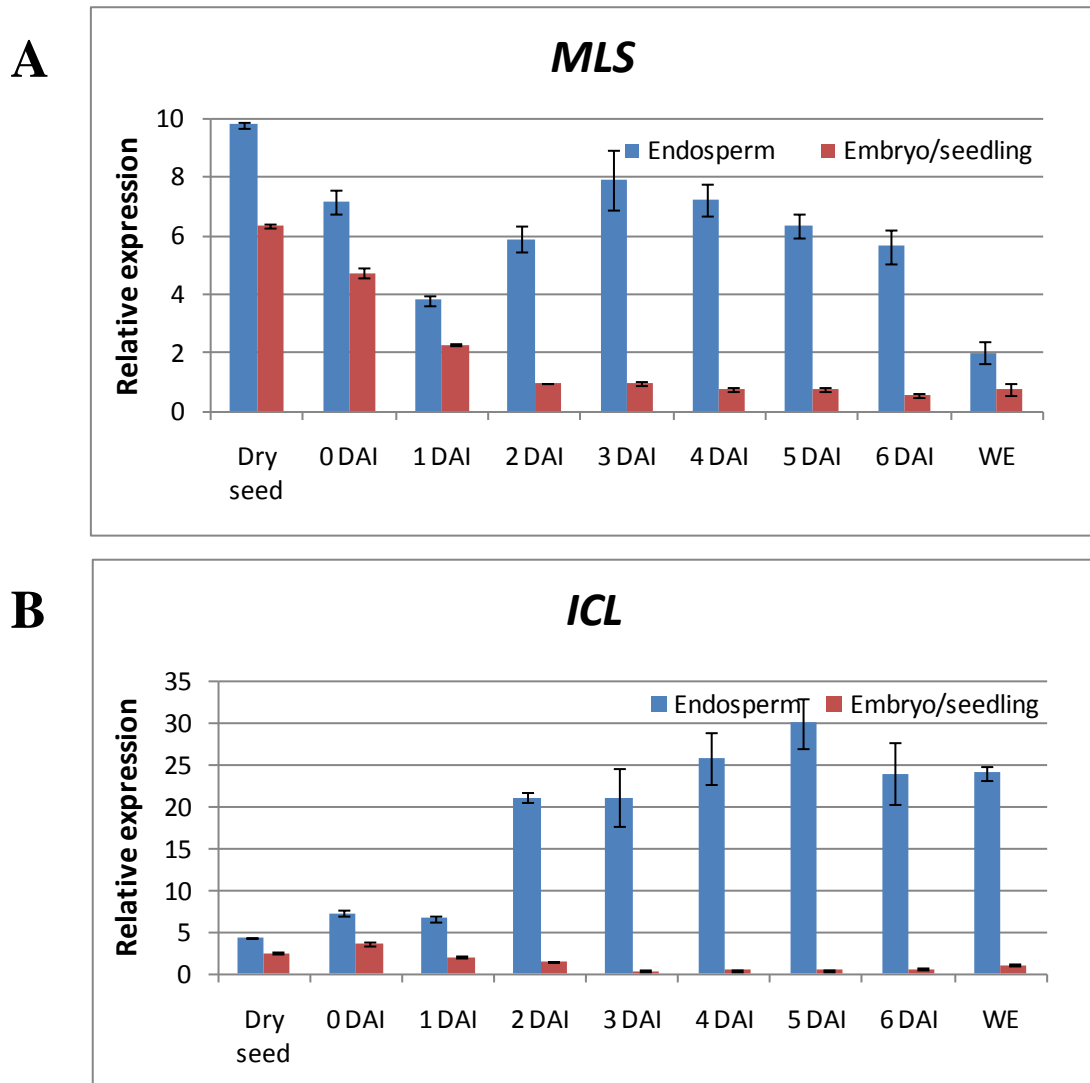 A
MLS
Endosperm Embryo/seedling
Relative expression
10
8
6
4
2
0
Dry seed 0 DAI 1 DAI 2 DAI 3 DAI 4 DAI 5 DAI 6 DAI WE
B
ICL
Endosperm Embryo/seedling
Relative expression
35
30
25
20
15
10
5
0
Dry seed 0 DAI 1 DAI 2 DAI 3 DAI 4 DAI 5 DAI 6 DAI WE